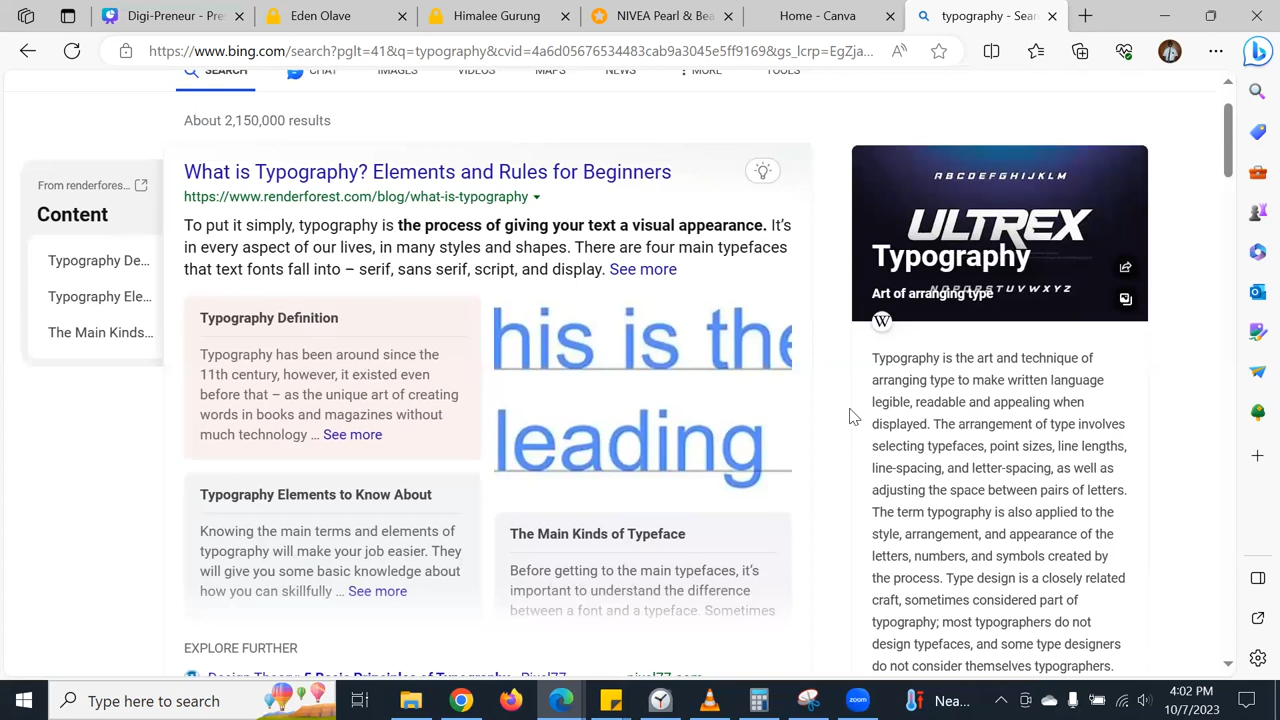 Digi-Preneur - Pres
Eden Olave
Himalee Gurung
NIVEA Pearl & Bea
Home - Canva
typography - Sear
https://www.bing.com/search?pglt=41&q=typography&cvid=4a6d05676534483cab9a3045e5ff9169&gs_lcrp=EgZja...
SEARCH
CHAT
IMAGES
VIDEOS
MAPS
NEWS
MORE
TOOLS
About 2,150,000 results
From renderfores...
Content
Typography De...
Typography Ele...
The Main Kinds...
What is Typography? Elements and Rules for Beginners
https://www.renderforest.com/blog/what-is-typography
To put it simply, typography is the process of giving your text a visual appearance. It's
in every aspect of our lives, in many styles and shapes. There are four main typefaces
that text fonts fall into – serif, sans serif, script, and display. See more
Typography Definition
Typography has been around since the
11th century, however, it existed even
before that – as the unique art of creating
words in books and magazines without
much technology ... See more
his is the
leading
Typography Elements to Know About
Knowing the main terms and elements of
typography will make your job easier. They
will give you some basic knowledge about
how you can skillfully ... See more
The Main Kinds of Typeface
Before getting to the main typefaces, it's
important to understand the difference
between a font and a typeface. Sometimes
EXPLORE FURTHER
Design Theory: 5 Basic Principles of Typography - Pixel77
pixel77.com
ABCDEFGHIJKLM
ULTREX
Typography
NOPQRSTUVWXYZ
Art of arranging type
W
Typography is the art and technique of
arranging type to make written language
legible, readable and appealing when
displayed. The arrangement of type involves
selecting typefaces, point sizes, line lengths,
line-spacing, and letter-spacing, as well as
adjusting the space between pairs of letters.
The term typography is also applied to the
style, arrangement, and appearance of the
letters, numbers, and symbols created by
the process. Type design is a closely related
craft, sometimes considered part of
typography; most typographers do not
design typefaces, and some type designers
do not consider themselves typographers.
Type here to search
zoom
Nea...
4:02 PM
10/7/2023